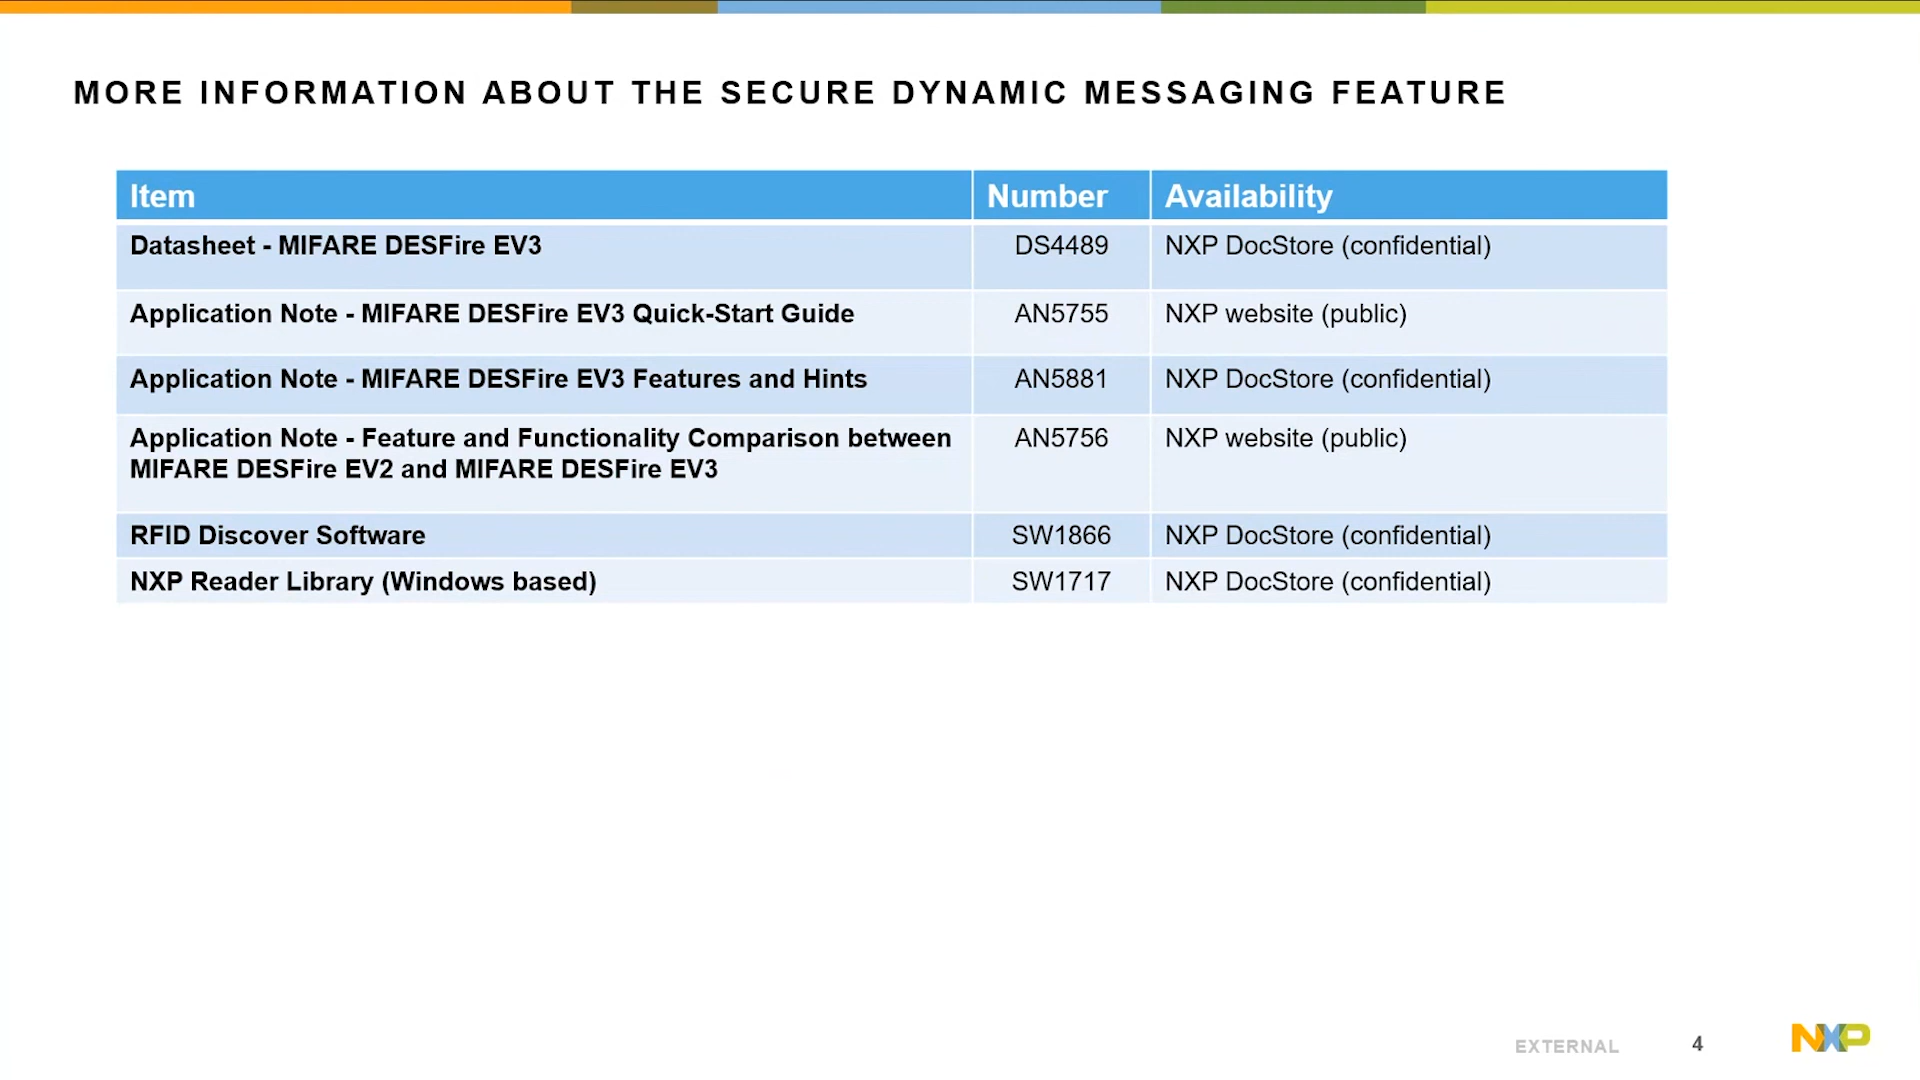 MORE INFORMATION ABOUT THE SECURE DYNAMIC MESSAGING FEATURE
Item Number Availability
Datasheet - MIFARE DESFire EV3 DS4489 NXP DocStore (confidential)
Application Note - MIFARE DESFire EV3 Quick-Start Guide AN5755 NXP website (public)
Application Note - MIFARE DESFire EV3 Features and Hints AN5881 NXP DocStore (confidential)
Application Note - Feature and Functionality Comparison between AN5756 NXP website (public)
MIFARE DESFire EV2 and MIFARE DESFire EV3
RFID Discover Software SW1866 NXP DocStore (confidential)
NXP Reader Library (Windows based) SW1717 NXP DocStore (confidential)
EXTERNAL 4 NXP